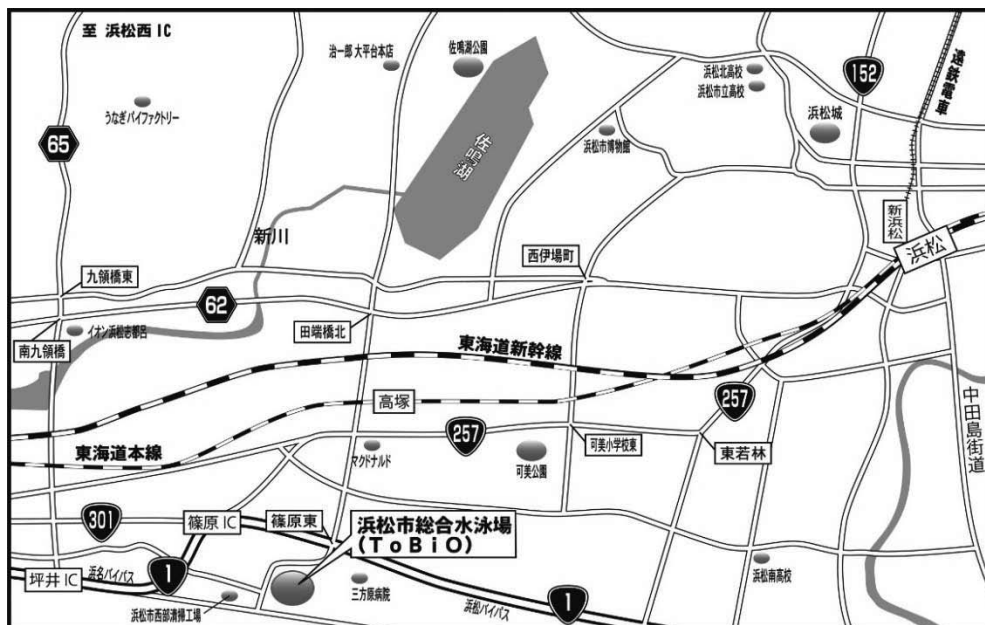 至 浜松西IC
治一郎 大平台本店
佐鳴湖公園
浜松北高校
浜松市立高校
152
遠鉄電車
うなぎパイファクトリー
浜松城
65
浜松市博物館
佐鳴湖
新川
新浜松
浜松
西伊場町
九領橋東
62
イオン浜松志都呂
田端橋北
南九領橋
東海道新幹線
高塚
257
257
中田島街道
東海道本線
マクドナルド
可美公園
可美小学校東
東若林
301
篠原IC
篠原東
浜松市総合水泳場
(ToBiO)
坪井IC
浜名バイパス
1
三方原病院
浜松南高校
浜松市西部清掃工場
浜松バイパス
1